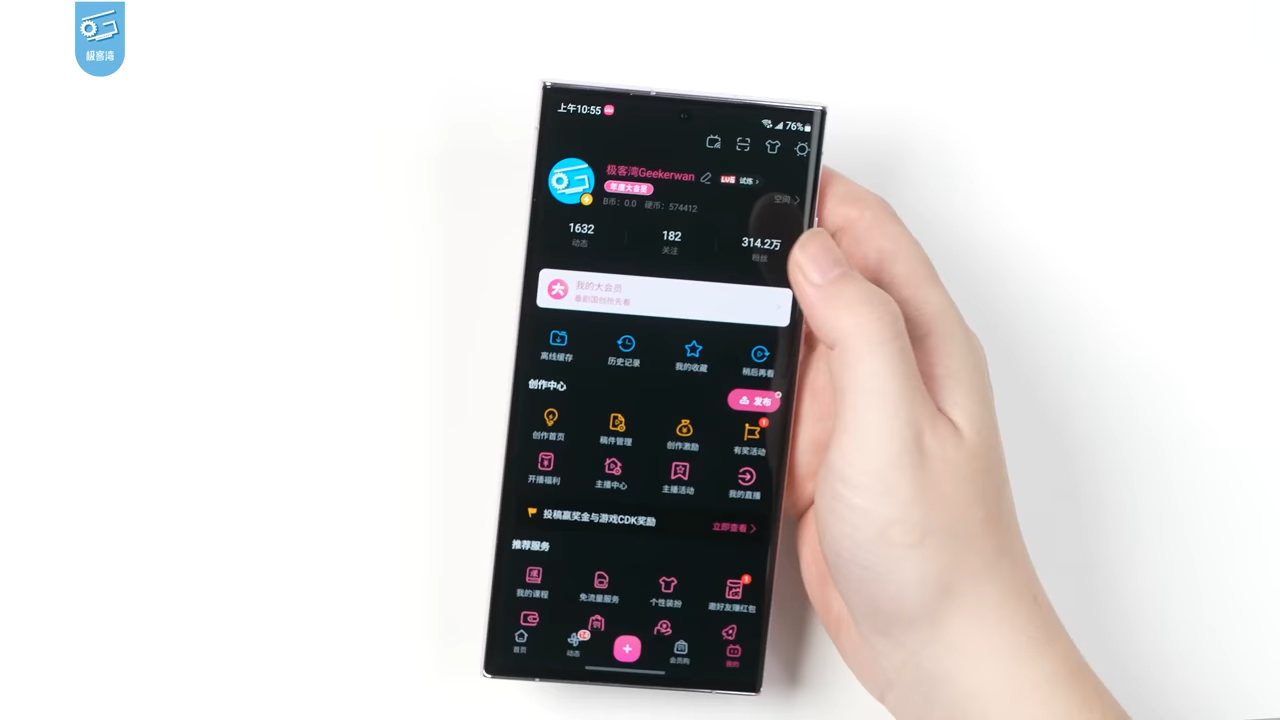 极客湾
上午10:55
76%
极客湾Geekerwan
LV6 试炼
年度大会员
B币：0.0 硬币：574412
空间
1632 182 314.2万
动态 关注 粉丝
我的大会员
番剧国创抢先看
离线缓存 历史记录 我的收藏 稍后再看
创作中心
发布
创作首页 稿件管理 创作激励 有奖活动
1
开播福利 主播中心 主播活动 我的直播
投稿赢奖金与游戏CDK奖励 立即查看
推荐服务
我的课程 免流量服务 个性装扮 邀好友赚红包
1
14
首页 动态 会员购 我的